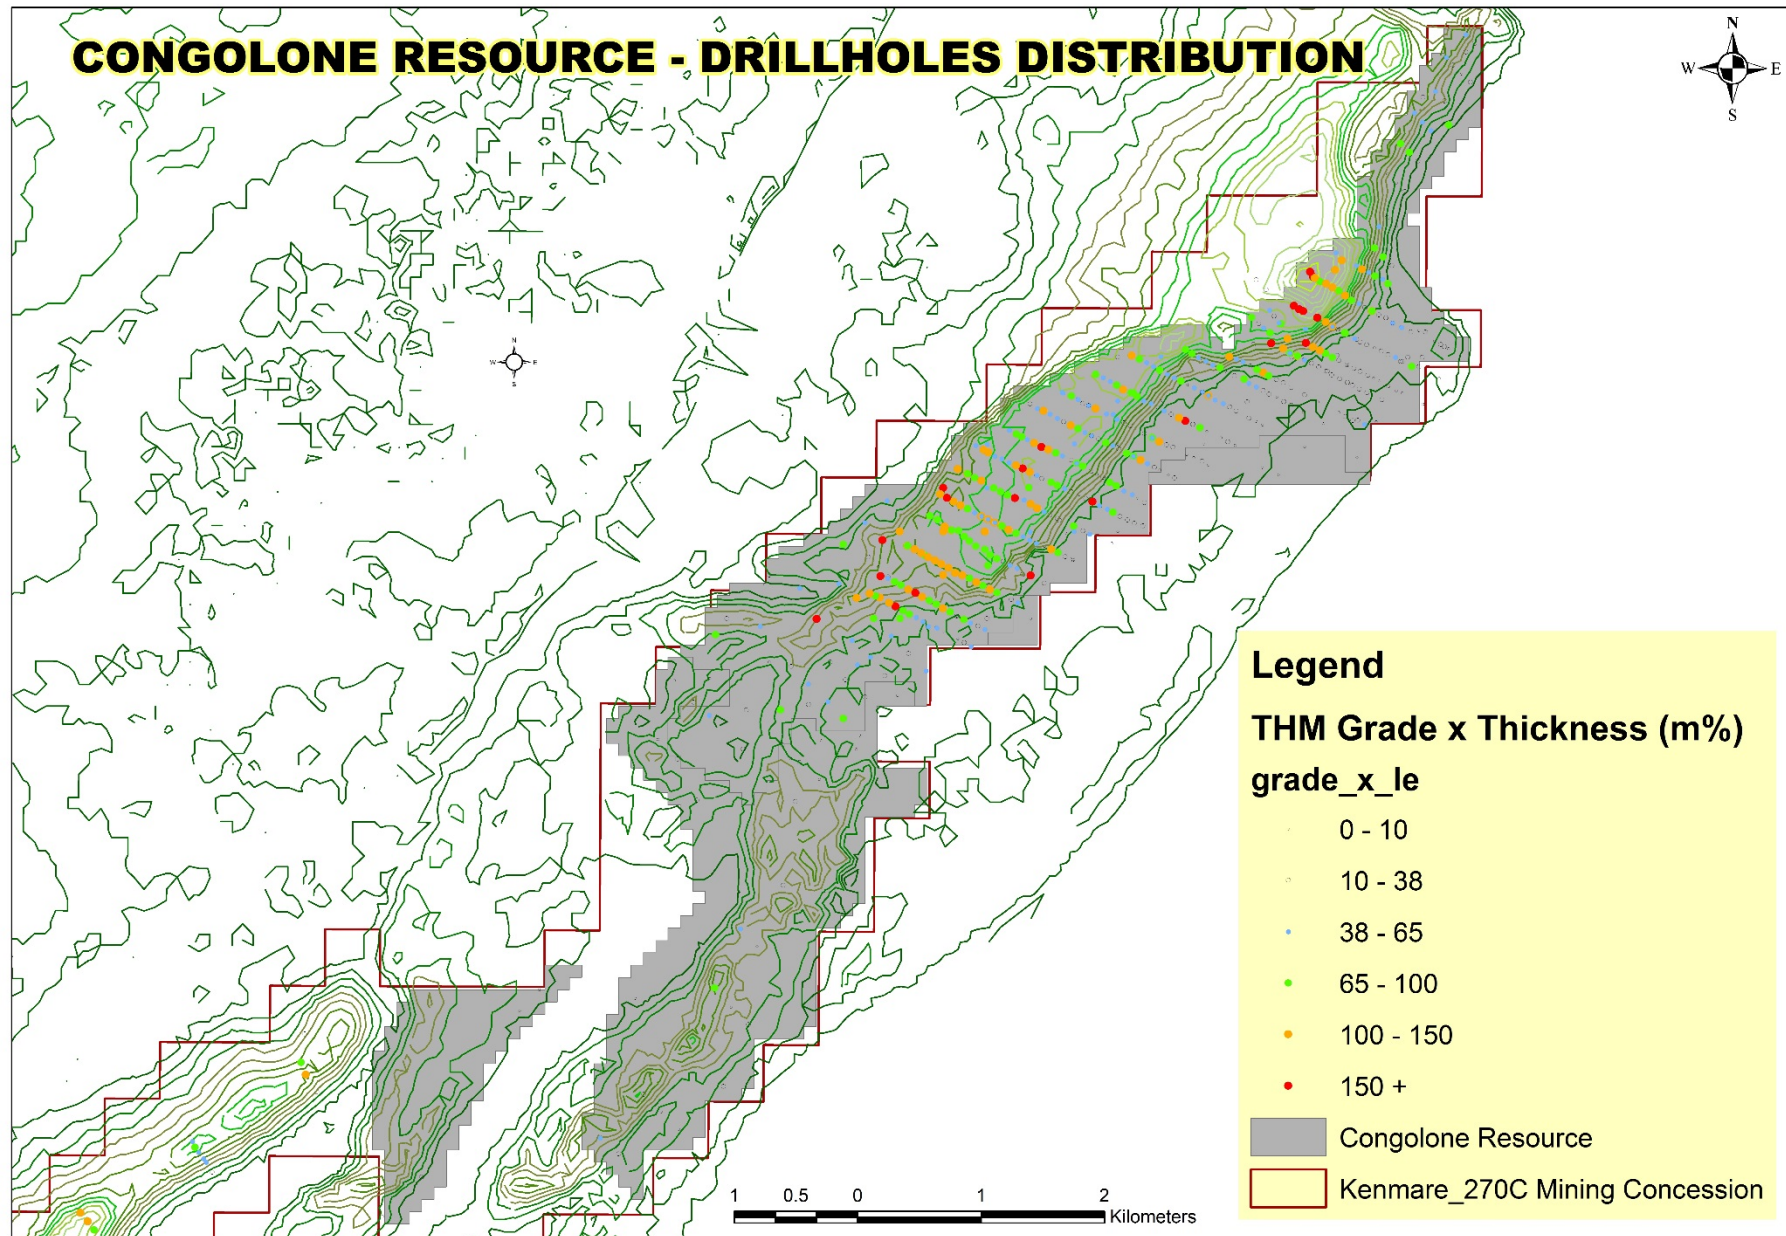 CONGOLONE RESOURCE - DRILLHOLES DISTRIBUTION
N
W E
S
N
W E
S
Legend
THM Grade x Thickness (m%)
grade_x_le
0 - 10
10 - 38
38 - 65
65 - 100
100 - 150
150 +
Congolone Resource
Kenmare_270C Mining Concession
1 0.5 0 1 2
Kilometers